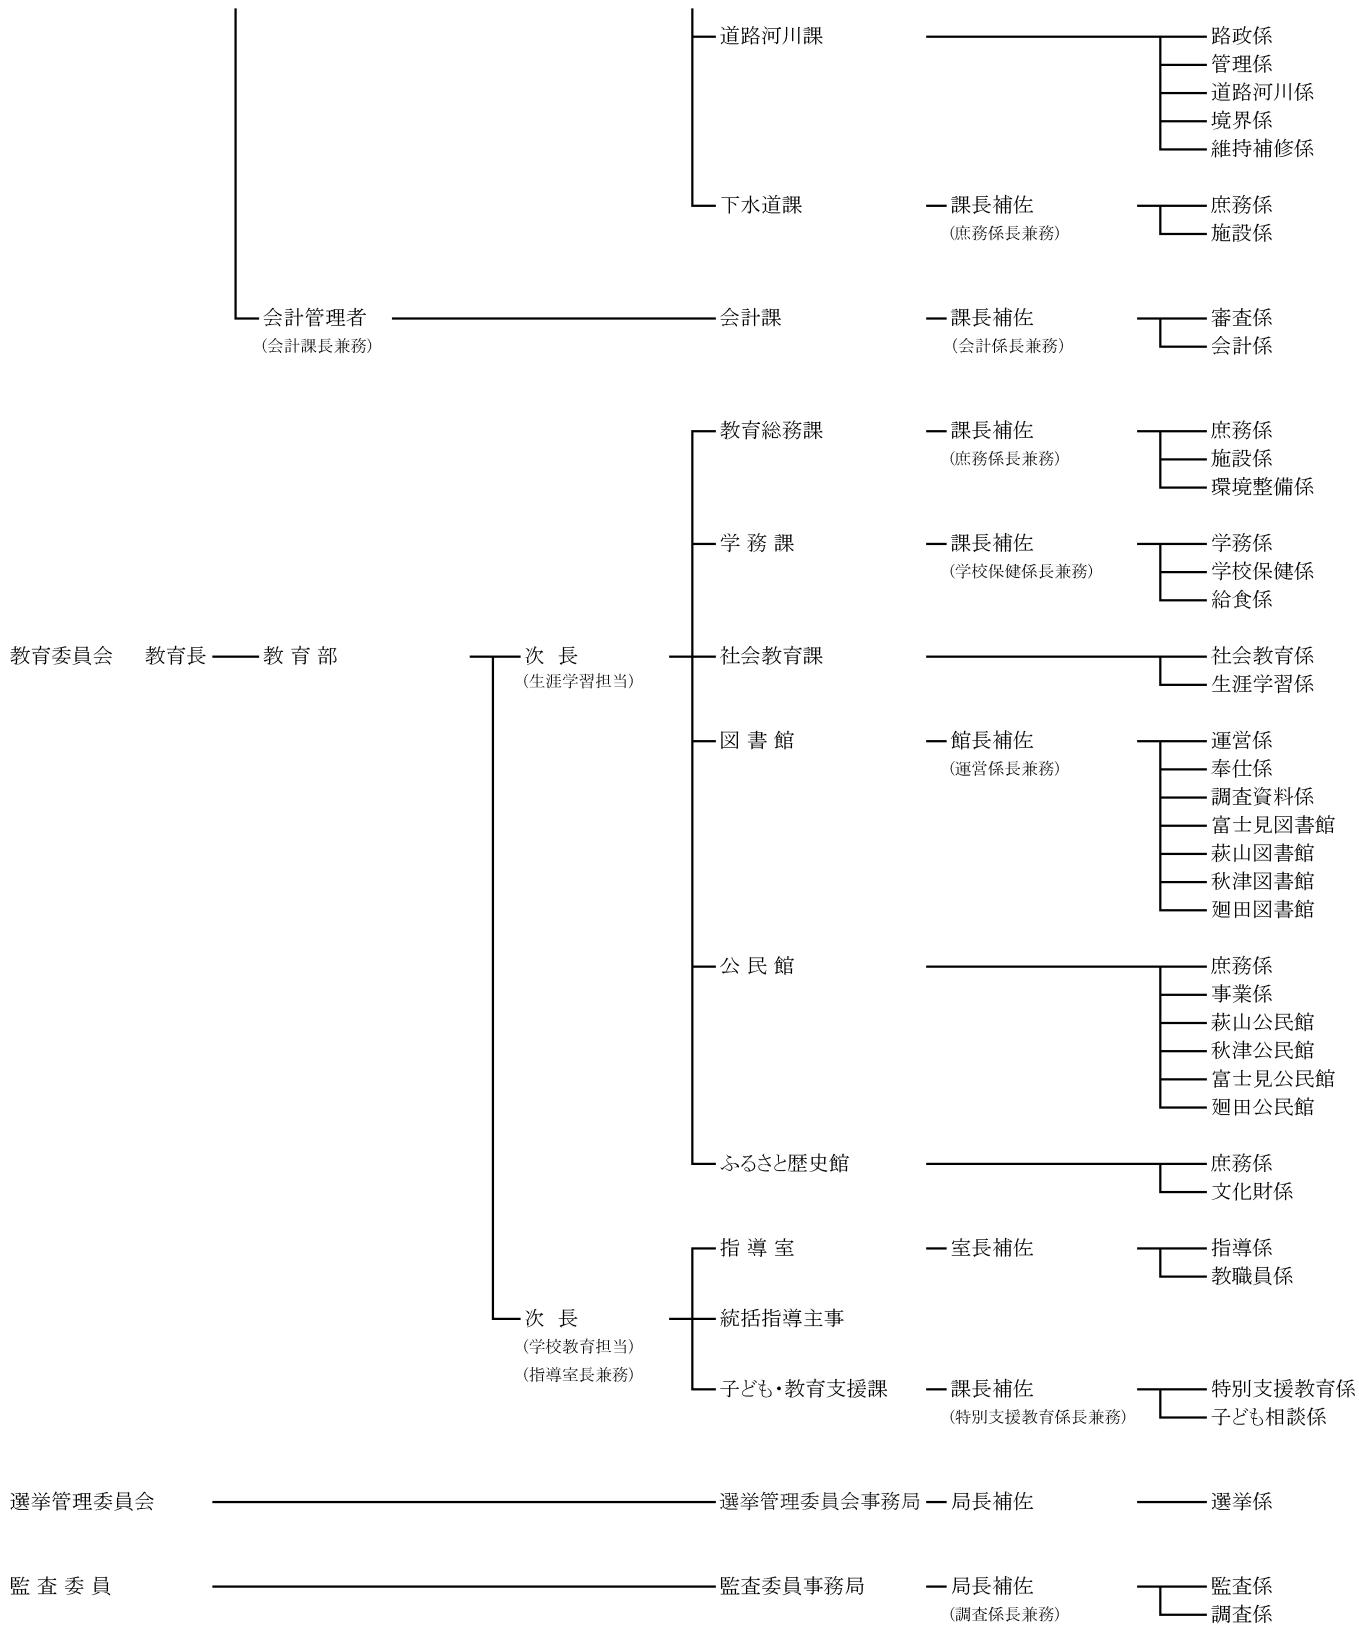 道路河川課 路政係
管理係
道路河川係
境界係
維持補修係
下水道課 課長補佐 庶務係
(庶務係長兼務) 施設係
会計管理者 会計課 課長補佐 審査係
(会計課長兼務) (会計係長兼務) 会計係
教育総務課 課長補佐 庶務係
(庶務係長兼務) 施設係
環境整備係
学務課 課長補佐 学務係
(学校保健係長兼務) 学校保健係
給食係
教育委員会 教育長 教育部 次長 社会教育課 社会教育係
(生涯学習担当) 生涯学習係
図書館 館長補佐 運営係
(運営係長兼務) 奉仕係
調査資料係
富士見図書館
萩山図書館
秋津図書館
廻田図書館
公民館 庶務係
事業係
萩山公民館
秋津公民館
富士見公民館
廻田公民館
ふるさと歴史館 庶務係
文化財係
指導室 室長補佐 指導係
教職員係
次長 統括指導主事
(学校教育担当)
(指導室長兼務)
子ども・教育支援課 課長補佐 特別支援教育係
(特別支援教育係長兼務) 子ども相談係
選挙管理委員会 選挙管理委員会事務局 局長補佐 選挙係
監査委員 監査委員事務局 局長補佐 監査係
(調査係長兼務) 調査係